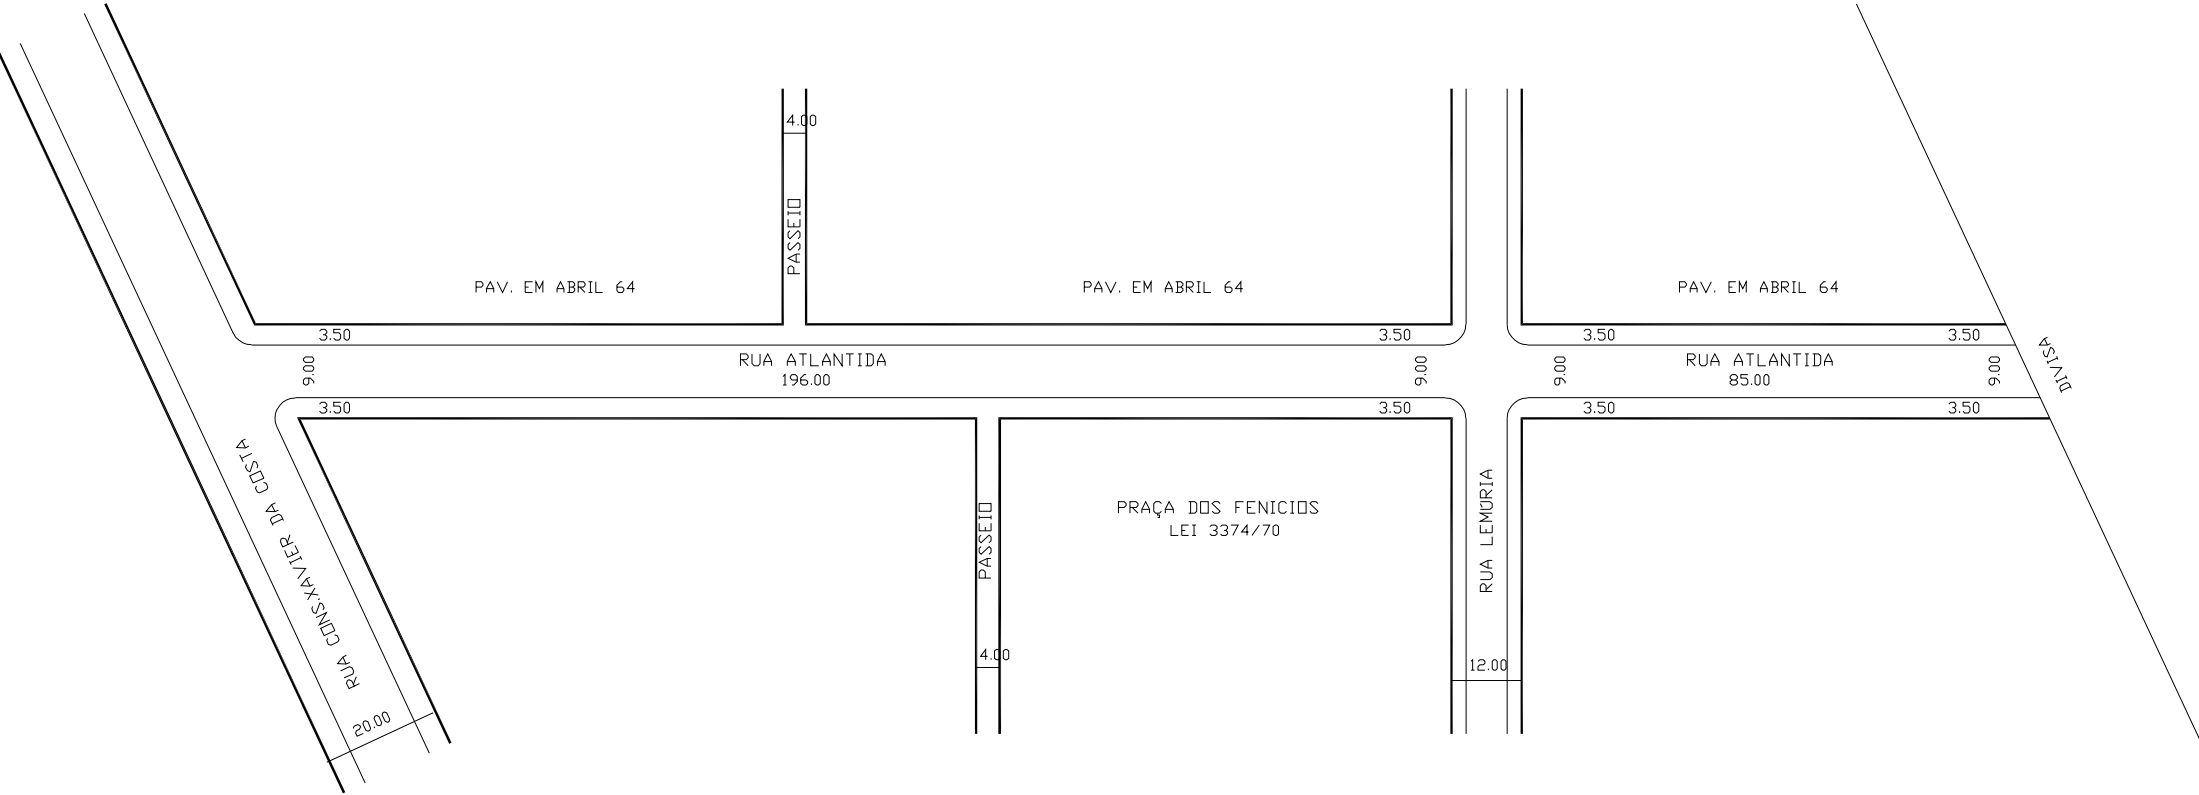 4.00
PASSEIO
PAV. EM ABRIL 64
PAV. EM ABRIL 64
PAV. EM ABRIL 64
3.50
3.50
3.50
3.50
9.00
RUA ATLANTIDA
196.00
9.00
9.00
RUA ATLANTIDA
85.00
9.00
DIVISA
3.50
3.50
3.50
3.50
RUA CONS.XAVIER DA COSTA
20.00
PASSEIO
4.00
PRAÇA DOS FENICIOS
LEI 3374/70
RUA LEMÚRIA
12.00